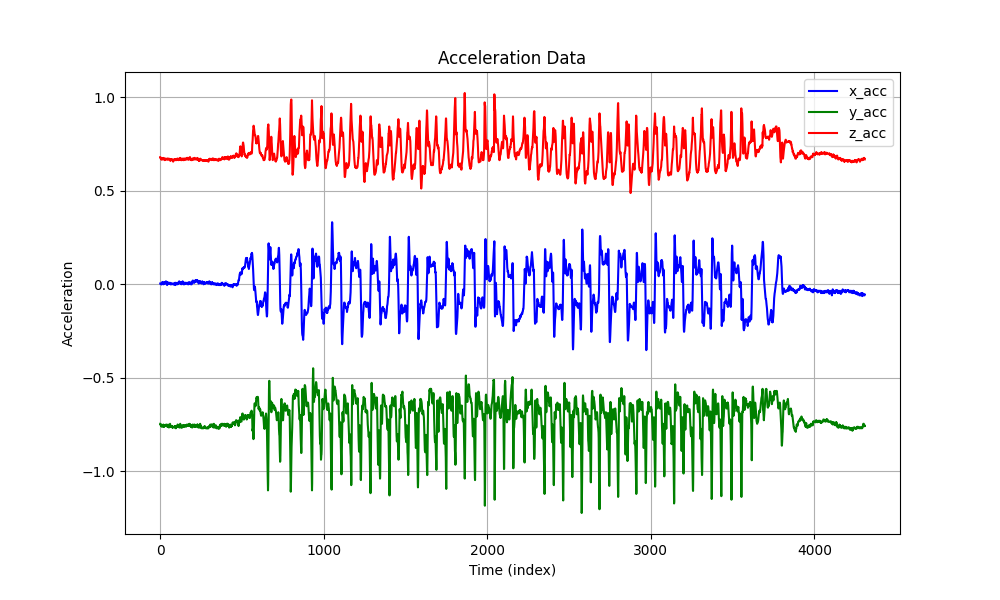 Acceleration Data
x_acc
y_acc
z_acc
1.0
0.5
0.0
−0.5
−1.0
Acceleration
0 1000 2000 3000 4000
Time (index)